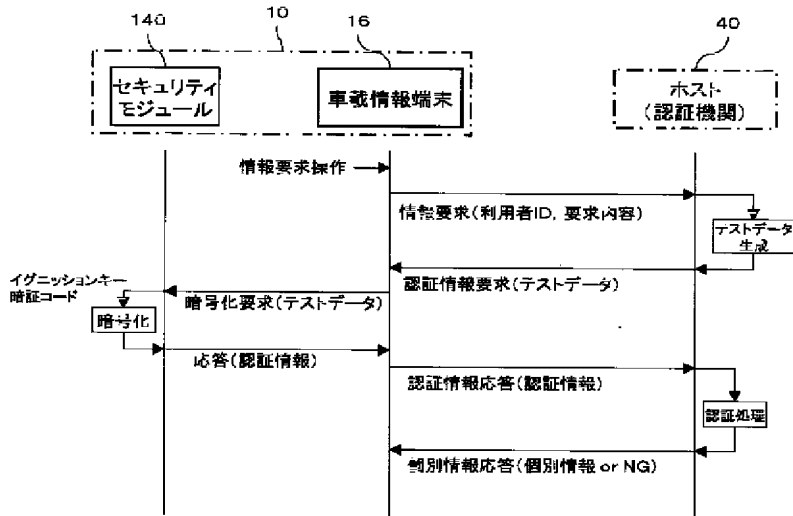 140
10
16
40
セキュリティ
モジュール
車載情報端末
ホスト
(認証機関)
情報要求操作
情報要求(利用者ID, 要求内容)
テストデータ
生成
認証情報要求(テストデータ)
イグニッションキー
暗証コード
暗号化要求(テストデータ)
暗号化
応答(認証情報)
認証情報応答(認証情報)
認証処理
個別情報応答(個別情報 or NG)